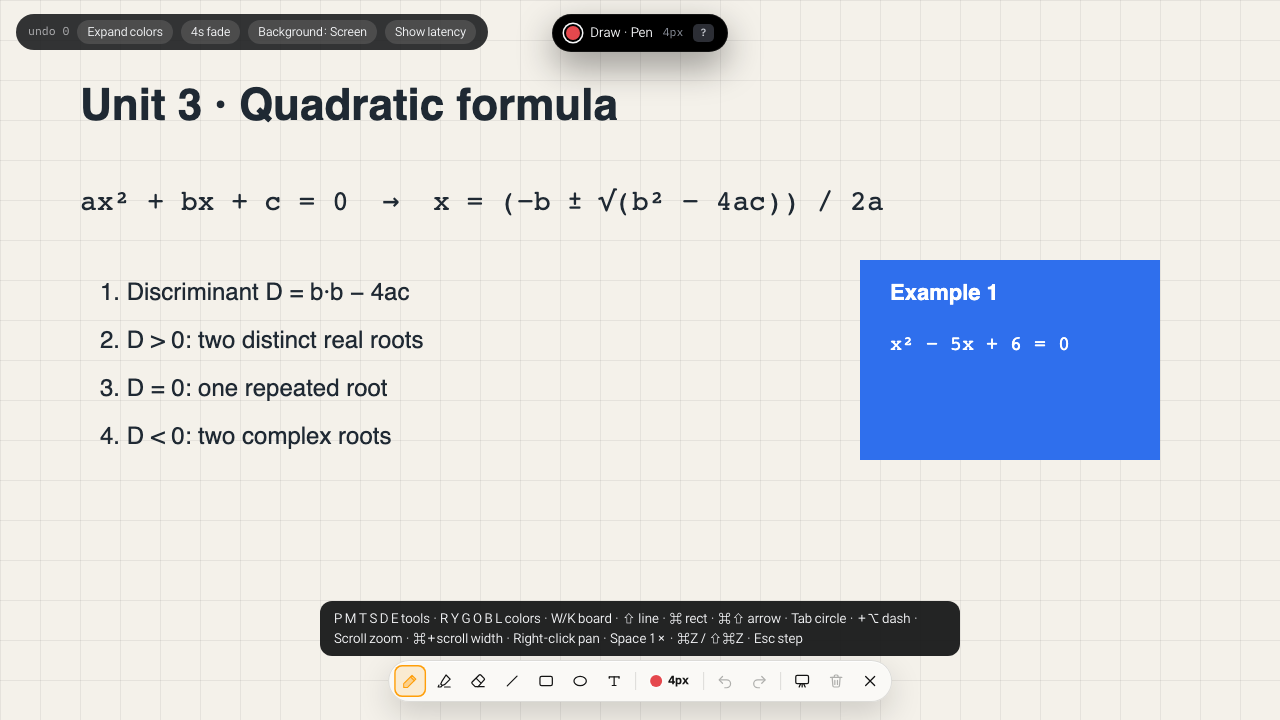 undo 0 Expand colors 4s fade Background: Screen Show latency
Draw · Pen 4px ?
Unit 3 · Quadratic formula
ax² + bx + c = 0 → x = (−b ± √(b² − 4ac)) / 2a
1. Discriminant D = b·b − 4ac
2. D > 0: two distinct real roots
3. D = 0: one repeated root
4. D < 0: two complex roots
Example 1
x² − 5x + 6 = 0
P M T S D E tools · R Y G O B L colors · W/K board · ⇧ line · ⌘ rect · ⌘⇧ arrow · Tab circle · +⌥ dash ·
Scroll zoom · ⌘+scroll width · Right-click pan · Space 1× · ⌘Z / ⇧⌘Z · Esc step
T 4px